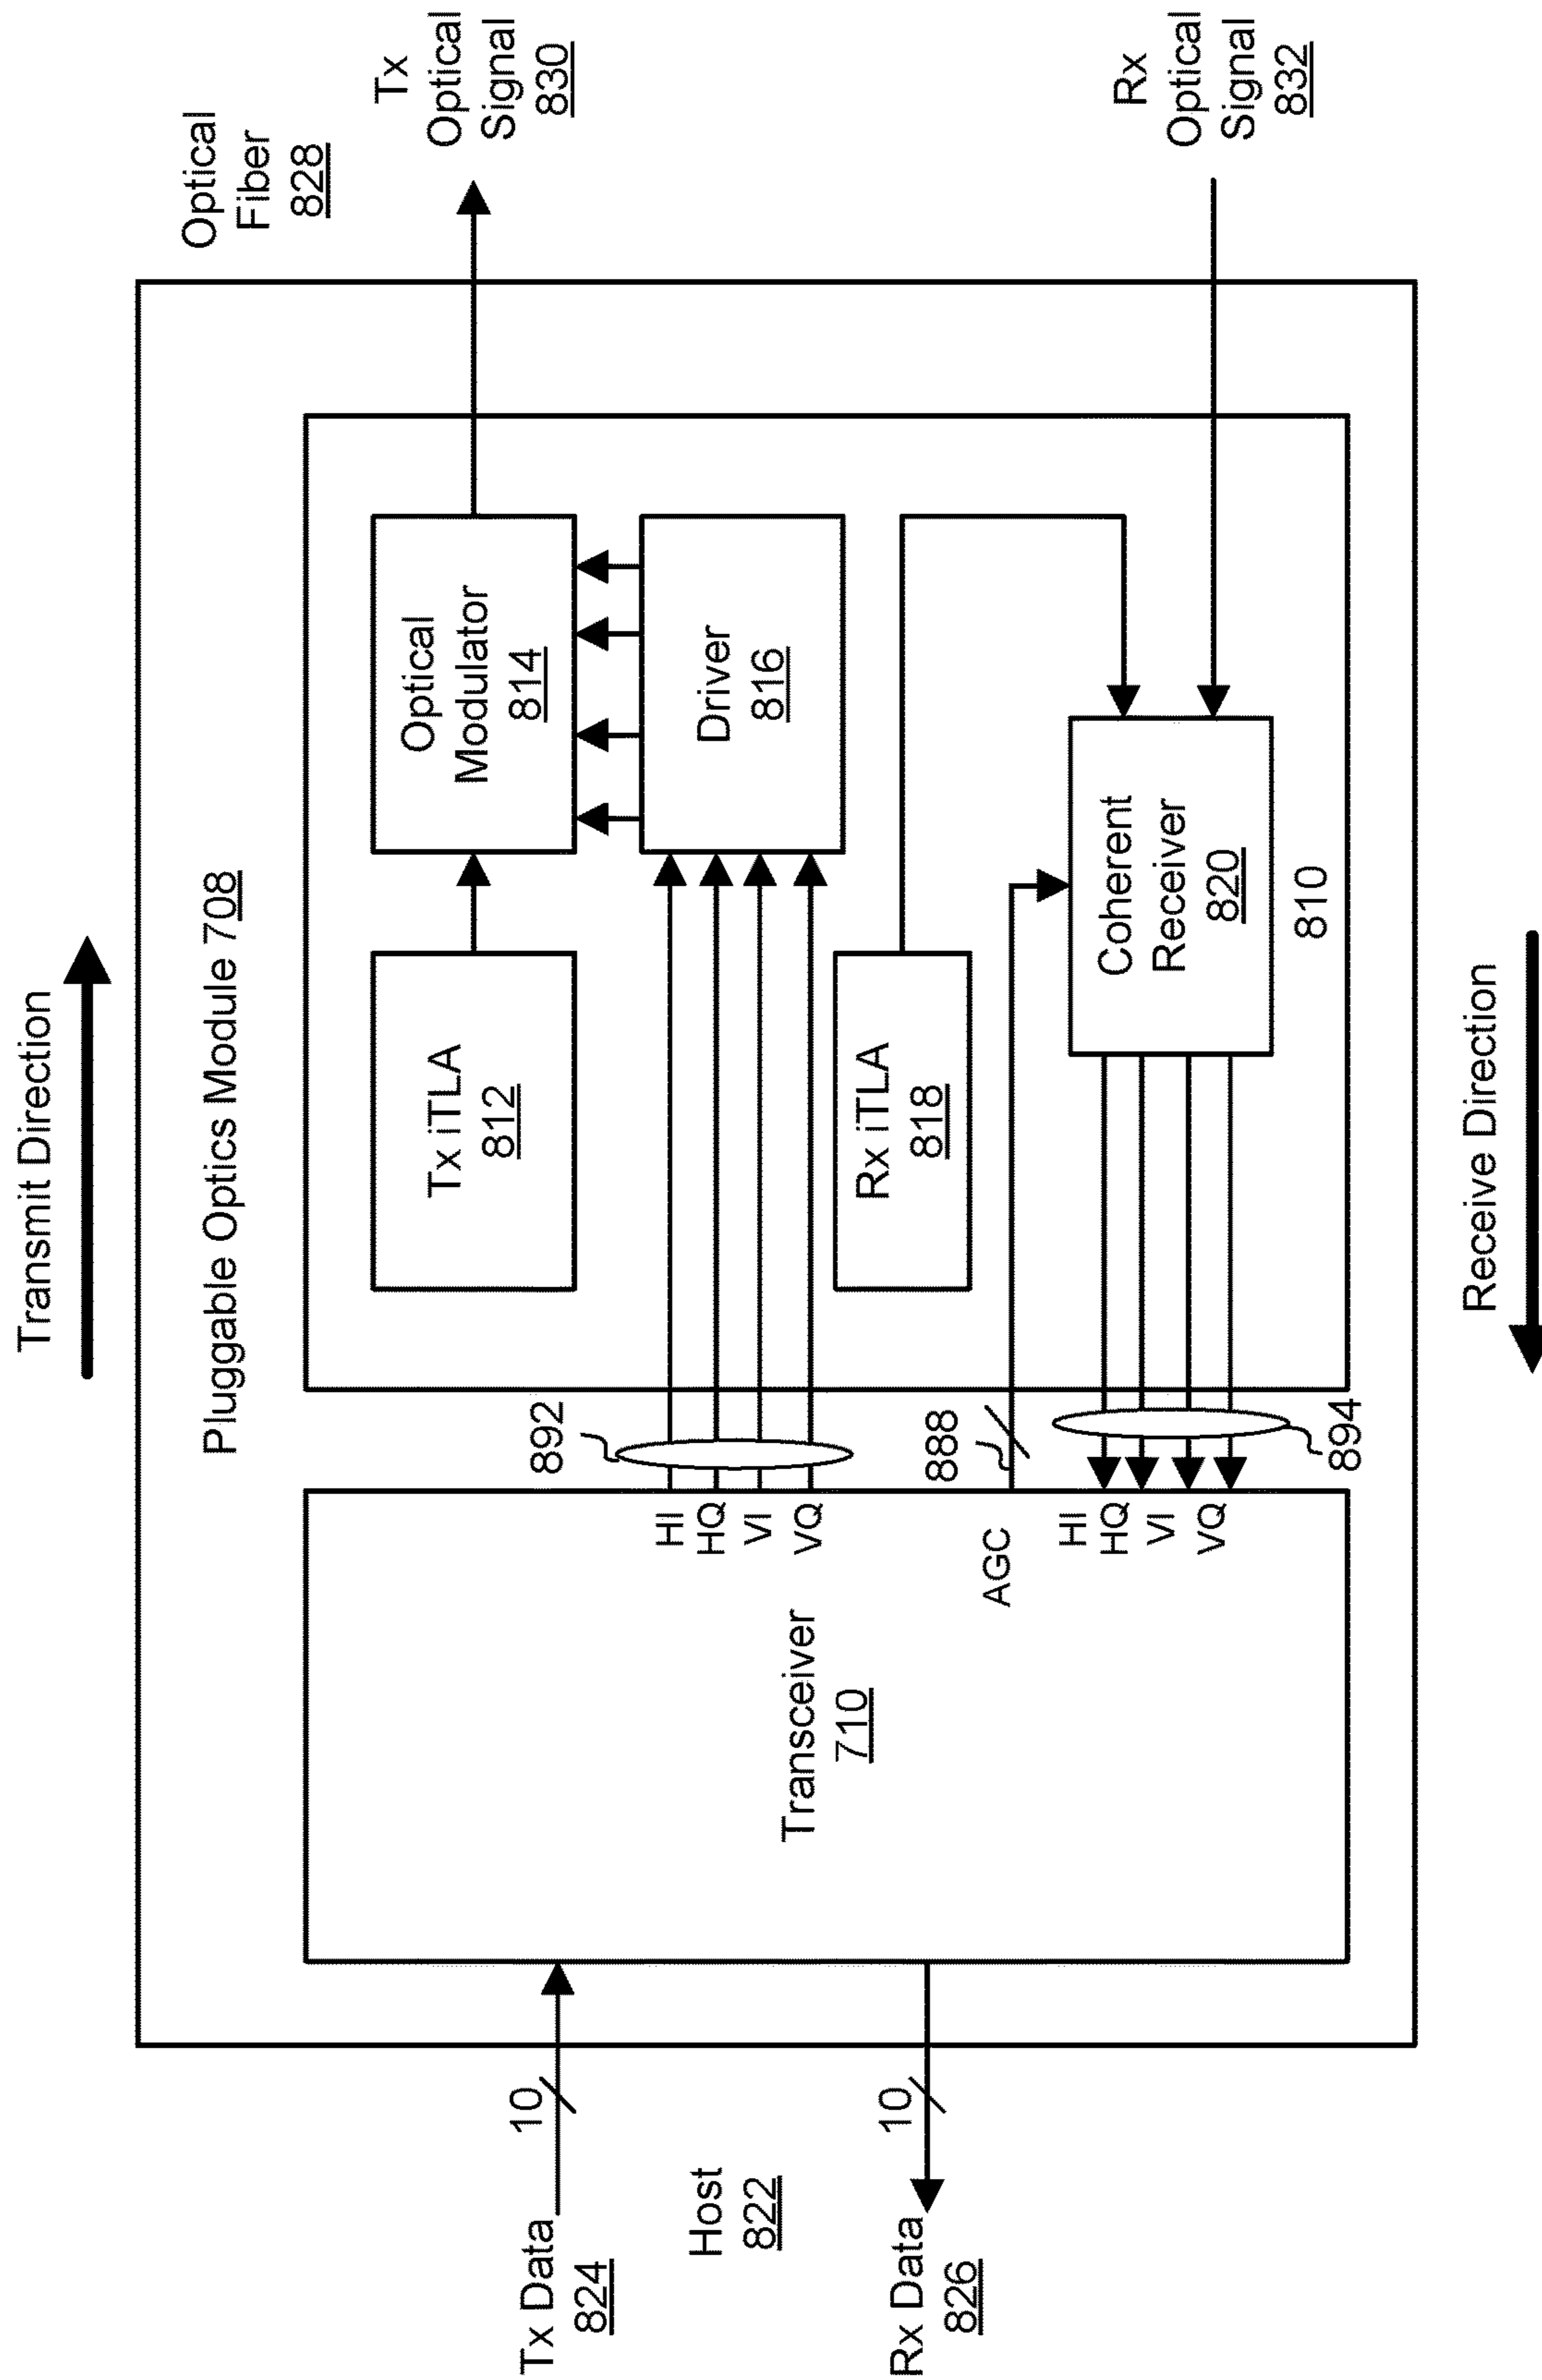 Transmit Direction
Pluggable Optics Module 708
Optical
Fiber
828
Tx
Optical
Signal
830
Tx iTLA
812
Optical
Modulator
814
Driver
816
892
HI
HQ
VI
VQ
Tx Data
824
10
Host
822
Transceiver
710
Rx iTLA
818
888
AGC
HI
HQ
VI
VQ
894
Coherent
Receiver
820
810
Rx Data
826
10
Rx
Optical
Signal
832
Receive Direction